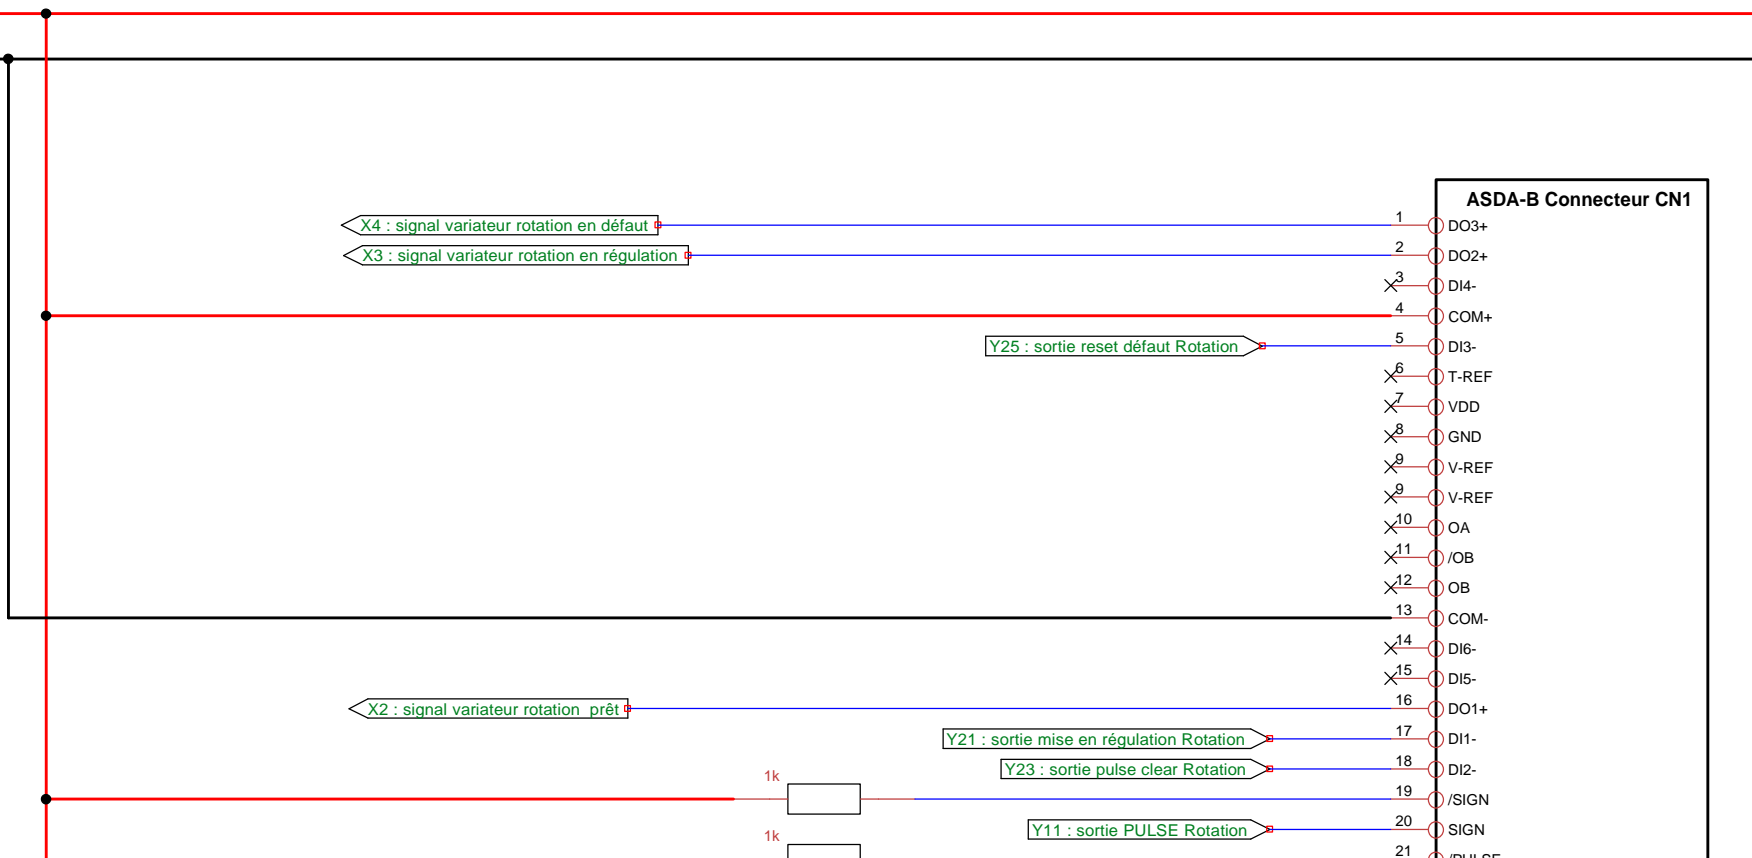 ASDA-B Connecteur CN1
X4 : signal variateur rotation en défaut 1 DO3+
X3 : signal variateur rotation en régulation 2 DO2+
3 DI4-
4 COM+
Y25 : sortie reset défaut Rotation 5 DI3-
6 T-REF
7 VDD
8 GND
9 V-REF
9 V-REF
10 OA
11 /OB
12 OB
13 COM-
14 DI6-
15 DI5-
X2 : signal variateur rotation prêt 16 DO1+
Y21 : sortie mise en régulation Rotation 17 DI1-
Y23 : sortie pulse clear Rotation 18 DI2-
1k 19 /SIGN
Y11 : sortie PULSE Rotation 20 SIGN
1k 21 /PULSE